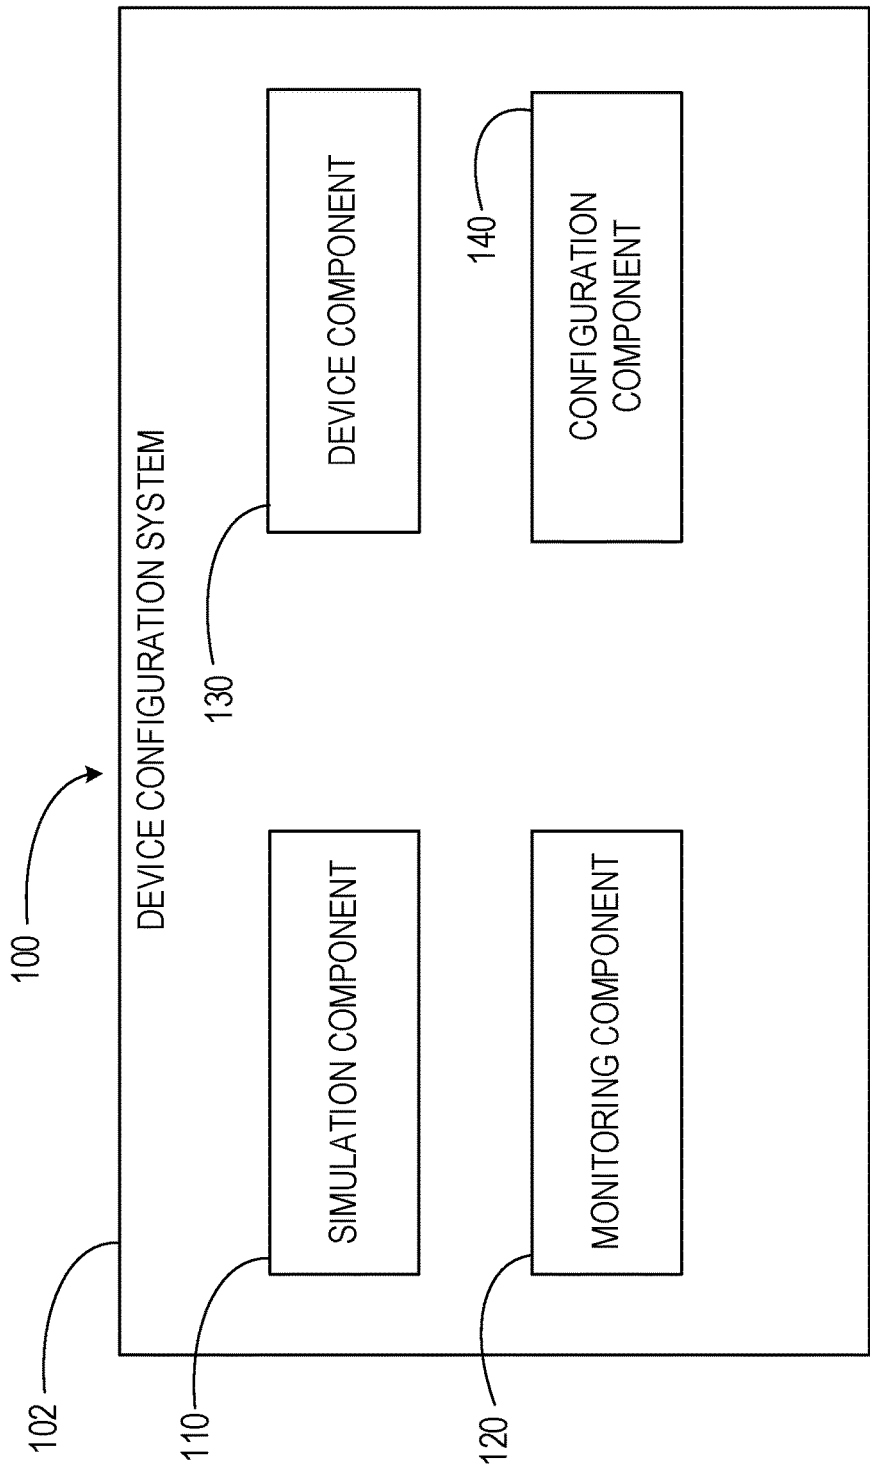 100
102
DEVICE CONFIGURATION SYSTEM
110
SIMULATION COMPONENT
130
DEVICE COMPONENT
120
MONITORING COMPONENT
140
CONFIGURATION
COMPONENT